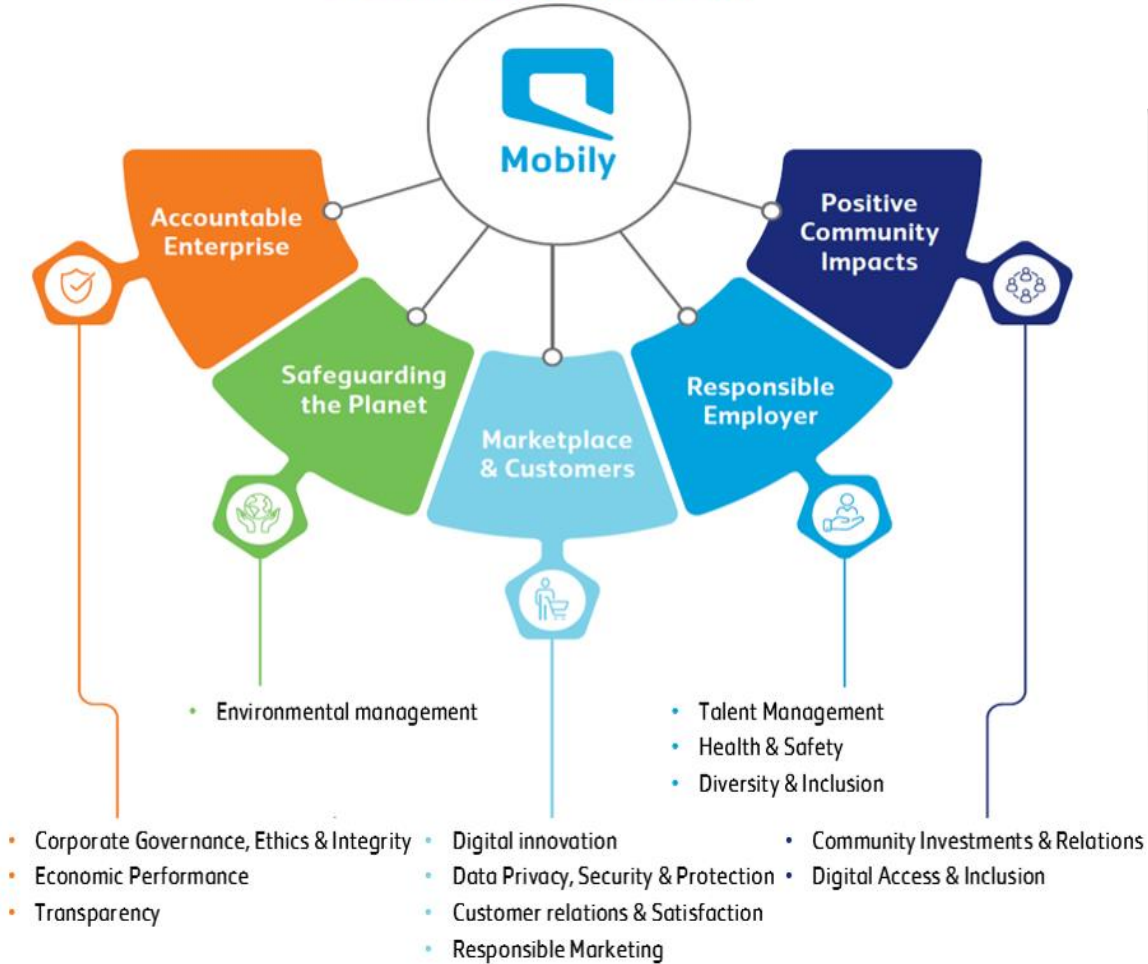 Mobily
Accountable
Enterprise
Safeguarding
the Planet
Marketplace
& Customers
Responsible
Employer
Positive
Community
Impacts
• Environmental management
• Talent Management
• Health & Safety
• Diversity & Inclusion
• Corporate Governance, Ethics & Integrity
• Economic Performance
• Transparency
• Digital innovation
• Data Privacy, Security & Protection
• Customer relations & Satisfaction
• Responsible Marketing
• Community Investments & Relations
• Digital Access & Inclusion